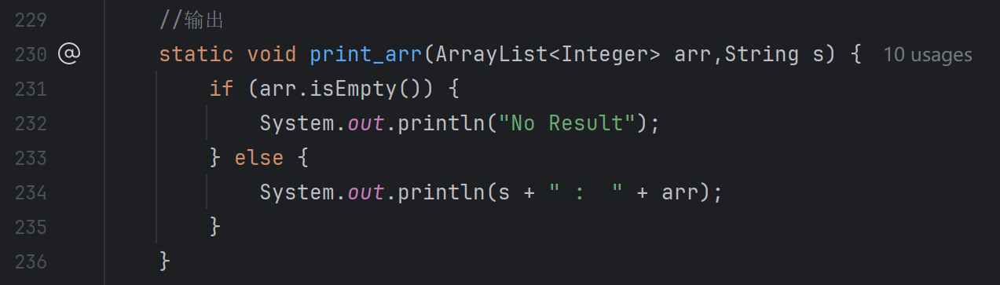 229 //输出
230 @ static void print_arr(ArrayList<Integer> arr,String s) { 10 usages
231 if (arr.isEmpty()) {
232 System.out.println("No Result");
233 } else {
234 System.out.println(s + " :  " + arr);
235 }
236 }